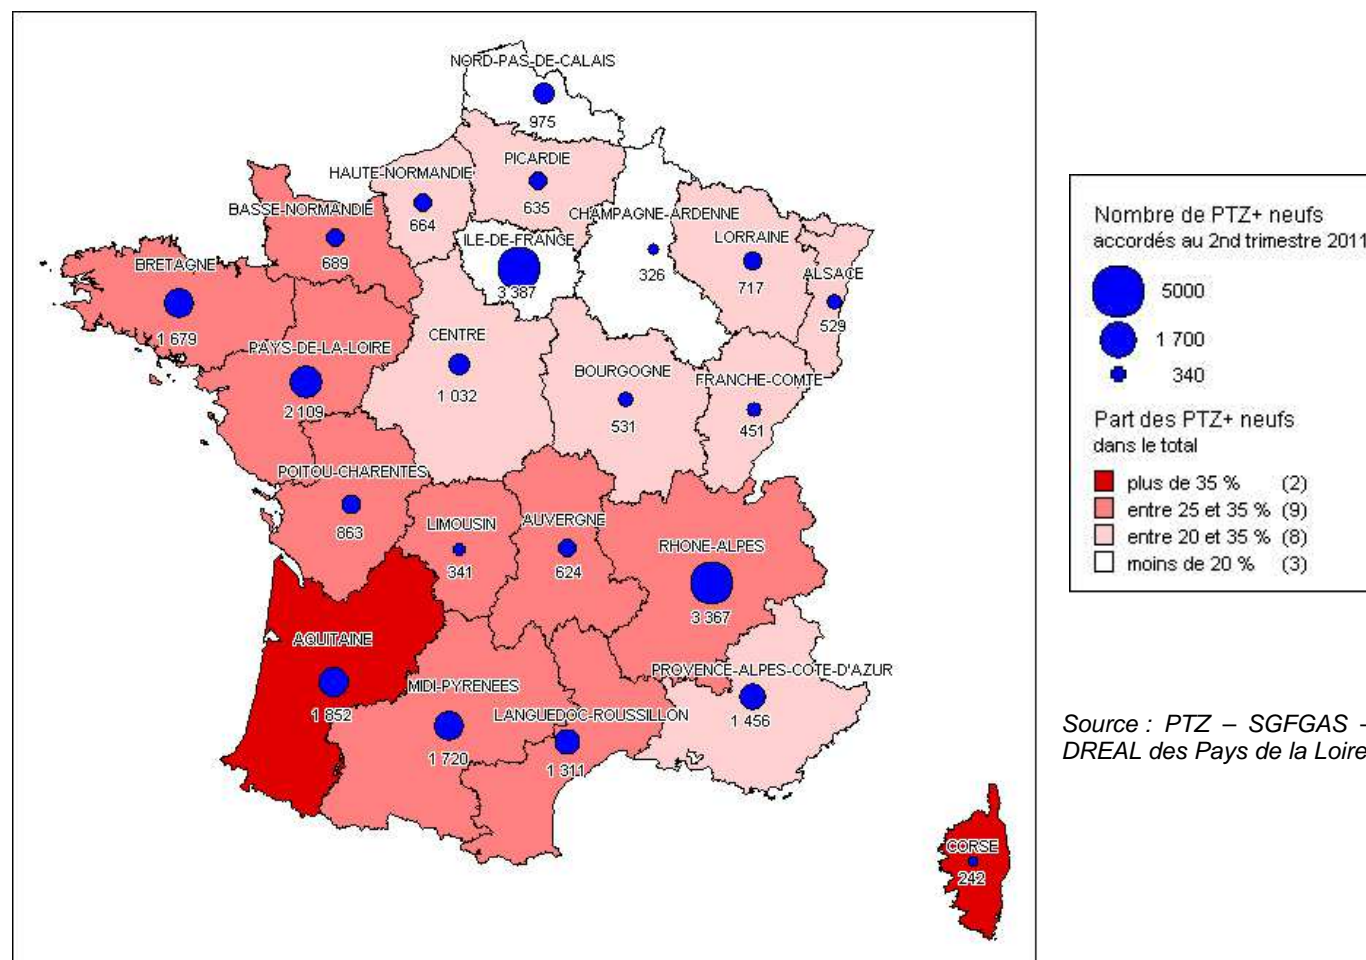 NORD-PAS-DE-CALAIS
975
PICARDIE
635
HAUTE-NORMANDIE
664
BASSE-NORMANDIE
689
CHAMPAGNE-ARDENNE
326
LORRAINE
717
ILE-DE-FRANCE
3 387
ALSACE
529
BRETAGNE
1 679
PAYS-DE-LA-LOIRE
2 109
CENTRE
1 032
BOURGOGNE
531
FRANCHE-COMTE
451
POITOU-CHARENTES
863
LIMOUSIN
341
AUVERGNE
624
RHONE-ALPES
3 367
AQUITAINE
1 852
MIDI-PYRENEES
1 720
LANGUEDOC-ROUSSILLON
1 311
PROVENCE-ALPES-COTE-D'AZUR
1 456
CORSE
242
Nombre de PTZ+ neufs
accordés au 2nd trimestre 2011
5000
1 700
340
Part des PTZ+ neufs
dans le total
plus de 35 % (2)
entre 25 et 35 % (9)
entre 20 et 35 % (8)
moins de 20 % (3)
Source : PTZ – SGFGAS -
DREAL des Pays de la Loire